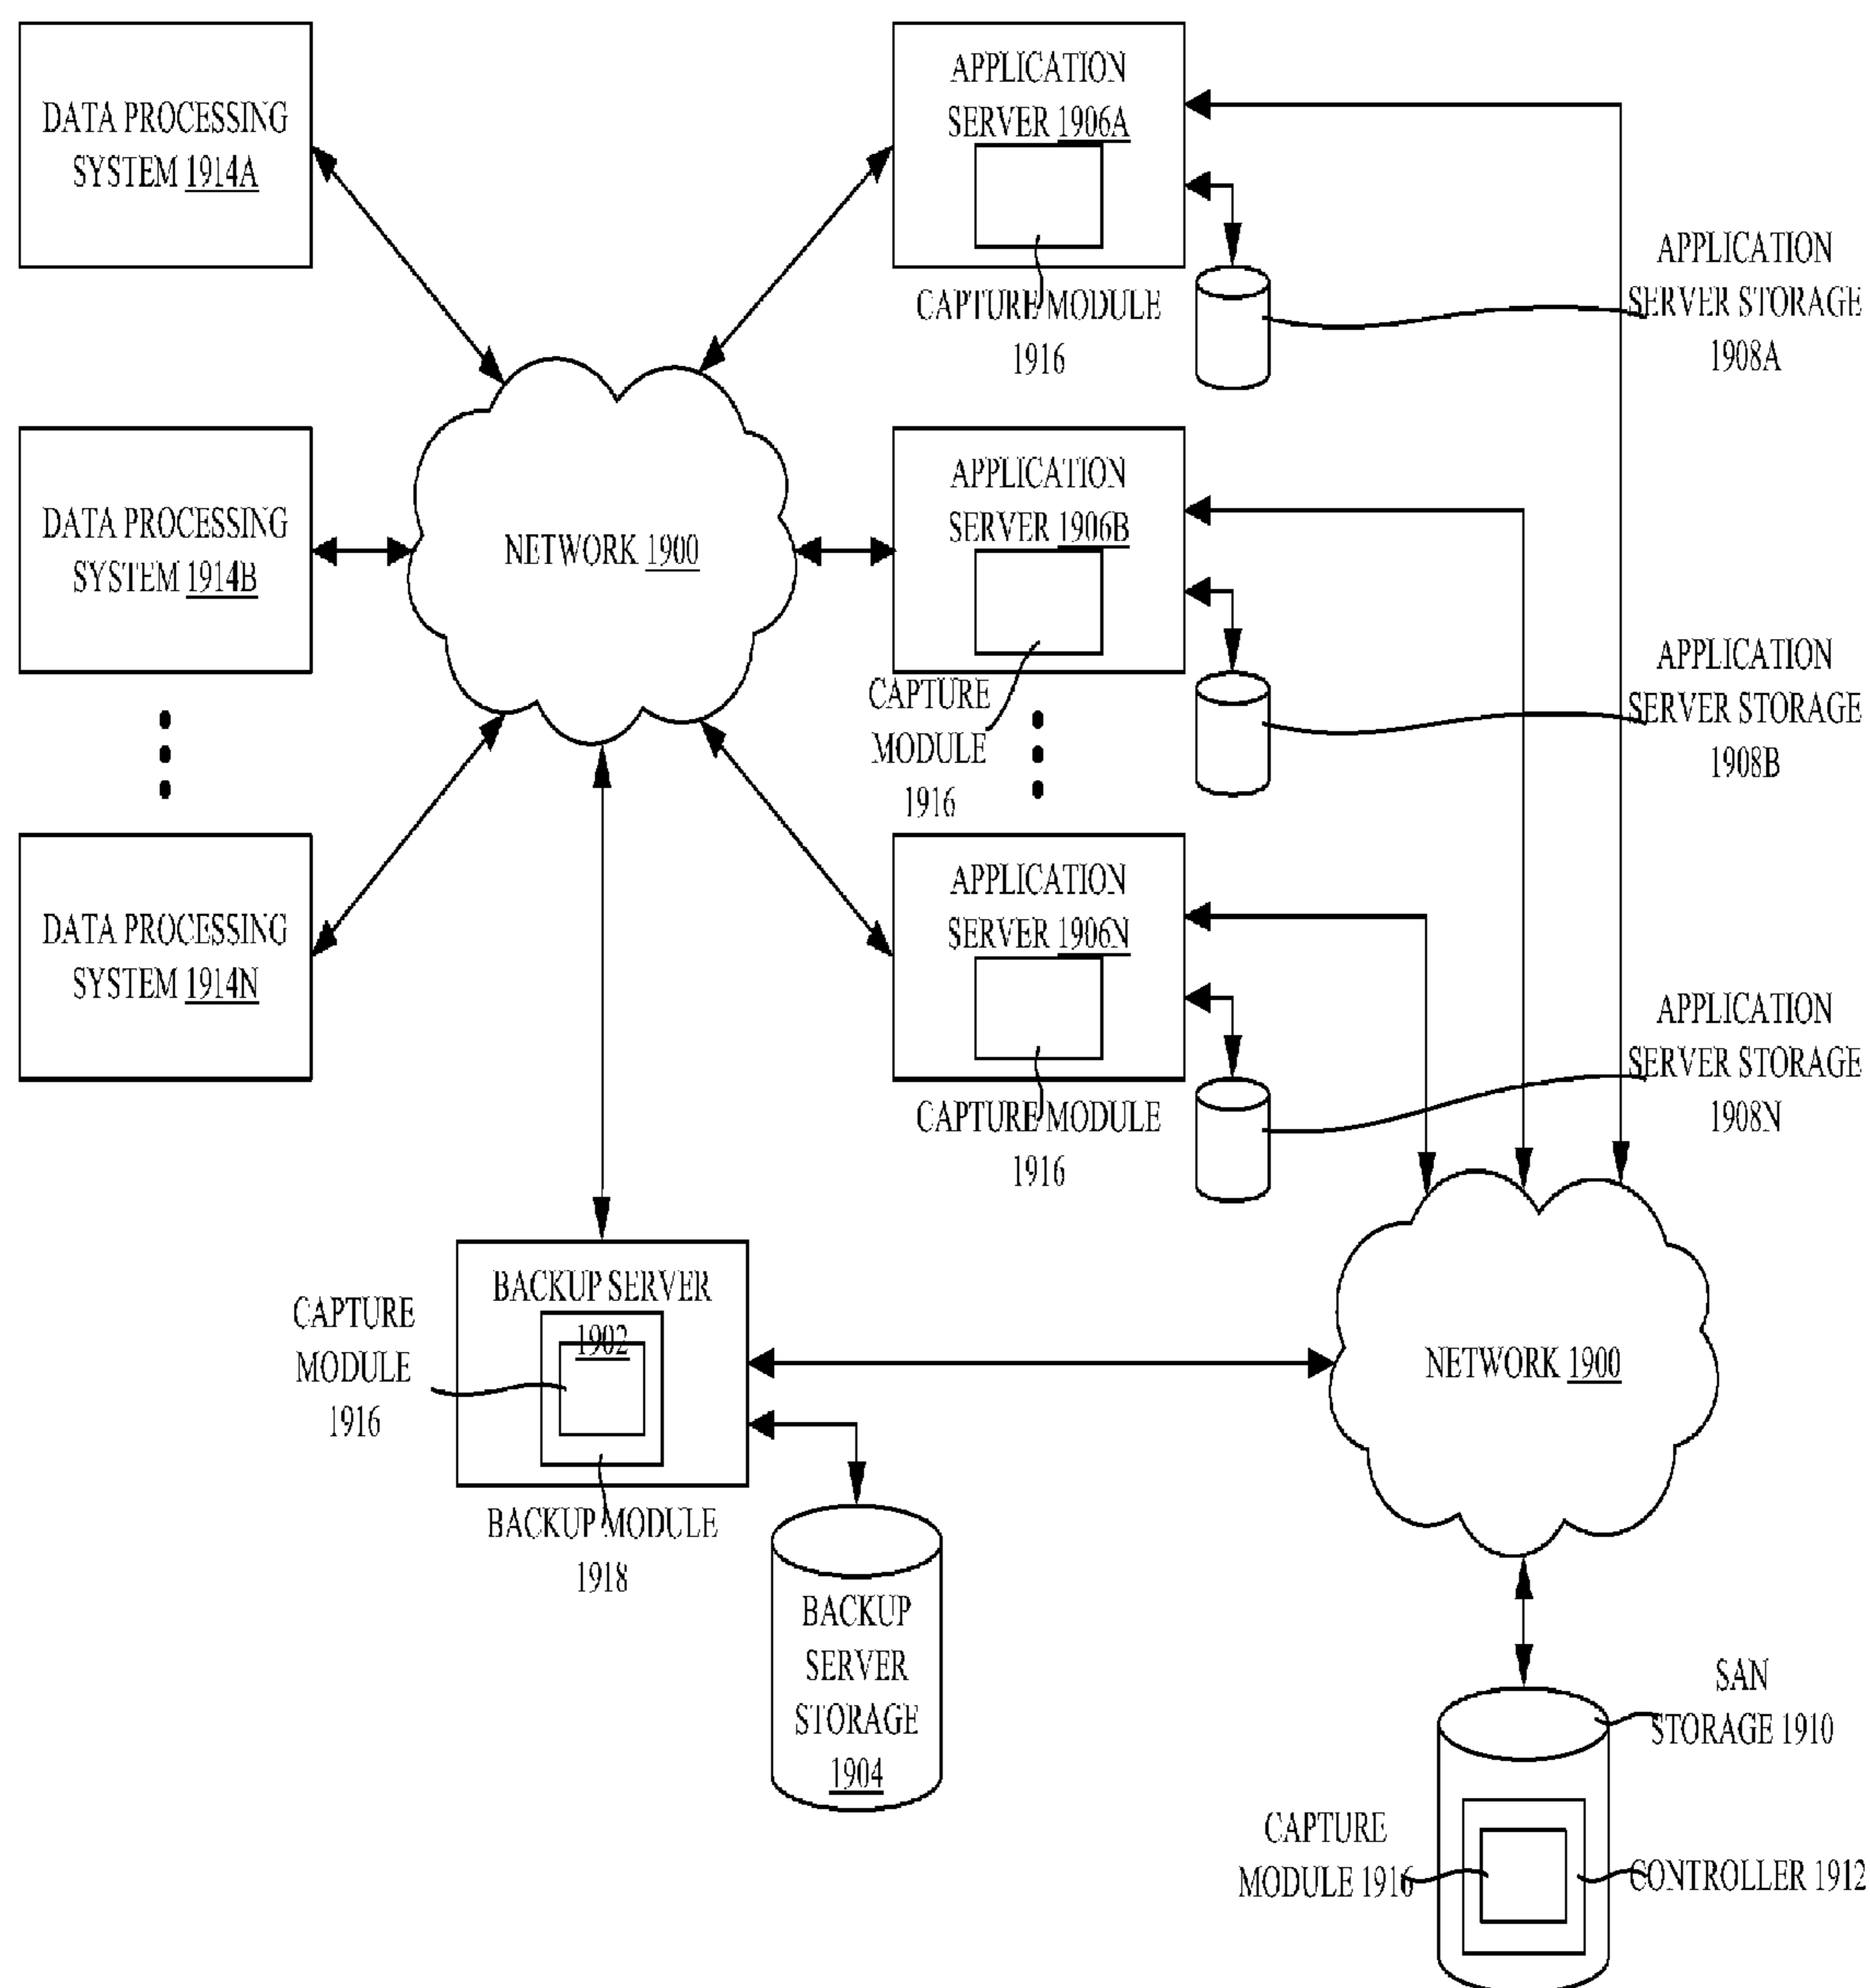 DATA PROCESSING
SYSTEM 1914A
APPLICATION
SERVER 1906A
CAPTURE MODULE
1916
APPLICATION
SERVER STORAGE
1908A
DATA PROCESSING
SYSTEM 1914B
NETWORK 1900
APPLICATION
SERVER 1906B
CAPTURE
MODULE
1916
APPLICATION
SERVER STORAGE
1908B
DATA PROCESSING
SYSTEM 1914N
APPLICATION
SERVER 1906N
CAPTURE MODULE
1916
APPLICATION
SERVER STORAGE
1908N
BACKUP SERVER
1902
CAPTURE
MODULE
1916
BACKUP MODULE
1918
BACKUP
SERVER
STORAGE
1904
NETWORK 1900
SAN
STORAGE 1910
CAPTURE
MODULE 1916
CONTROLLER 1912